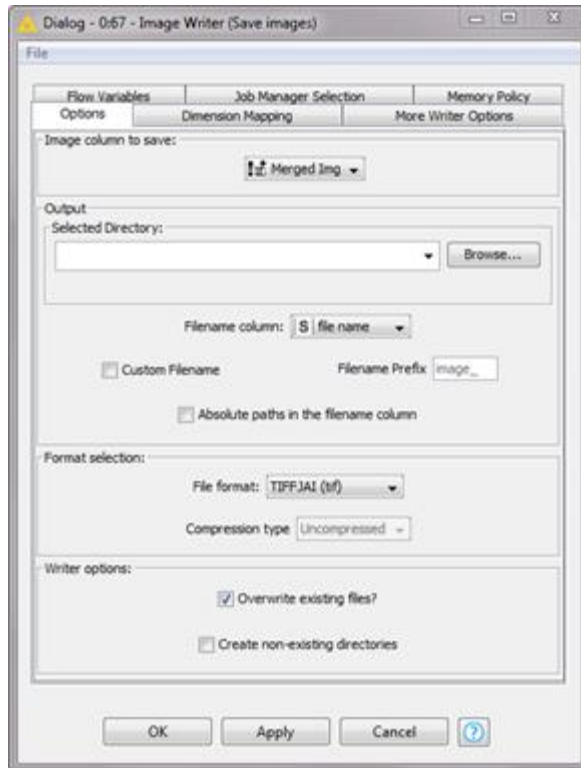 Dialog - 0:67 - Image Writer (Save images)
File
Flow Variables Job Manager Selection Memory Policy
Options Dimension Mapping More Writer Options
Image column to save:
Merged Img
Output
Selected Directory:
Browse...
Filename column: S file name
Custom Filename Filename Prefix image_
Absolute paths in the filename column
Format selection:
File format: TIFFJAI (tif)
Compression type Uncompressed
Writer options:
Overwrite existing files?
Create non-existing directories
OK Apply Cancel ?